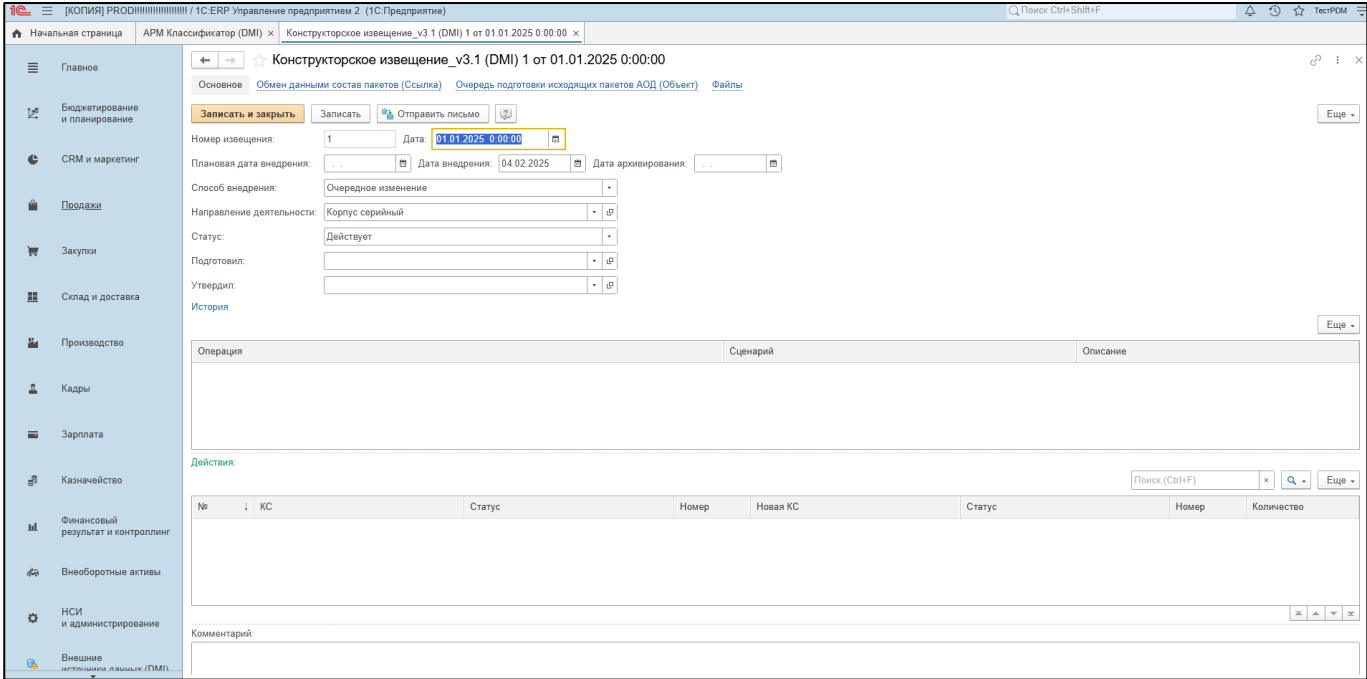 1С [КОПИЯ] PROD!!!!!!!!!!!!!!!!!!! / 1С:ERP Управление предприятием 2 (1С:Предприятие) Поиск Ctrl+Shift+F ТестPDM
Начальная страница АРМ Классификатор (DMI) × Конструкторское извещение_v3.1 (DMI) 1 от 01.01.2025 0:00:00 ×
Главное
Бюджетирование
и планирование
CRM и маркетинг
Продажи
Закупки
Склад и доставка
Производство
Кадры
Зарплата
Казначейство
Финансовый
результат и контроллинг
Внеоборотные активы
НСИ
и администрирование
Внешние
источники данных (DMI)
Конструкторское извещение_v3.1 (DMI) 1 от 01.01.2025 0:00:00
Основное Обмен данными состав пакетов (Ссылка) Очередь подготовки исходящих пакетов АОД (Объект) Файлы
Записать и закрыть Записать Отправить письмо Еще
Номер извещения: 1 Дата: 01.01.2025 0:00:00
Плановая дата внедрения: . . Дата внедрения: 04.02.2025 Дата архивирования: . .
Способ внедрения: Очередное изменение
Направление деятельности: Корпус серийный
Статус: Действует
Подготовил:
Утвердил:
История
Еще
Операция Сценарий Описание
Действия:
Поиск (Ctrl+F) × Еще
№ ↓ КС Статус Номер Новая КС Статус Номер Количество
Комментарий: